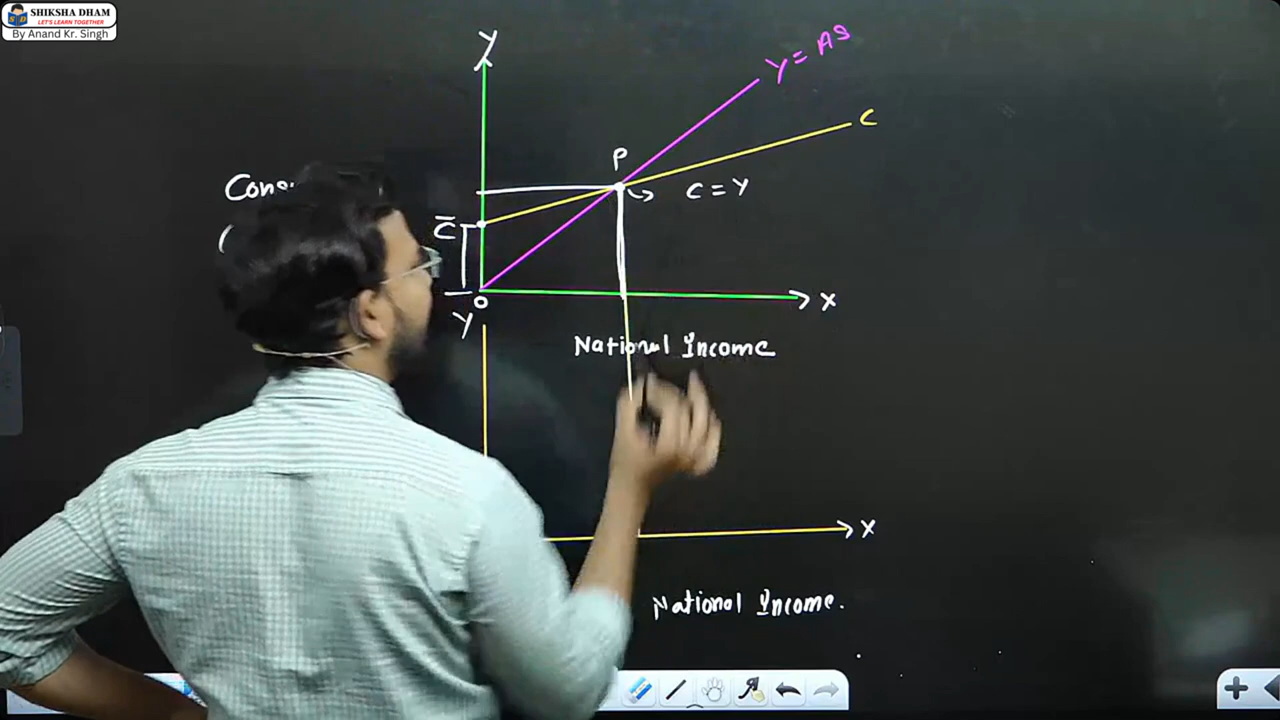 SHIKSHA DHAM
LET'S LEARN TOGETHER
By Anand Kr. Singh
Y
Y = AS
C
P
C = Y
C̄
O
X
Y
National Income
X
National Income.